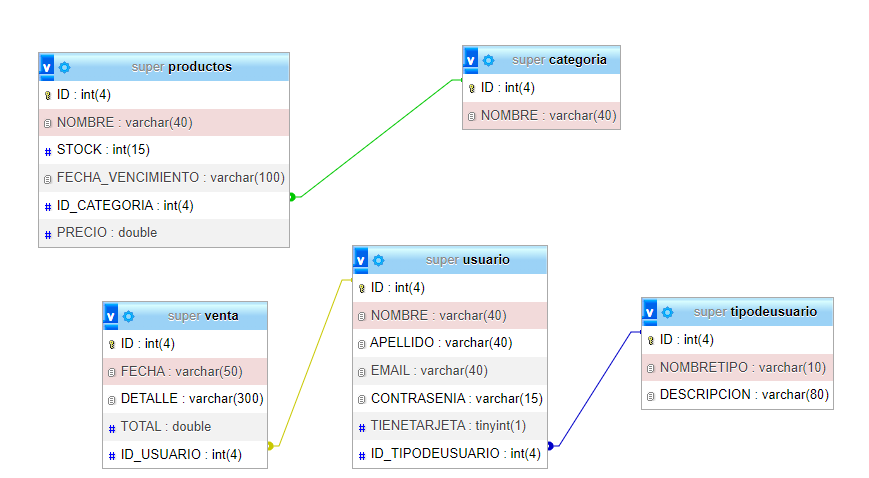 v super productos
ID : int(4)
NOMBRE : varchar(40)
# STOCK : int(15)
FECHA_VENCIMIENTO : varchar(100)
# ID_CATEGORIA : int(4)
# PRECIO : double
v super categoria
ID : int(4)
NOMBRE : varchar(40)
v super venta
ID : int(4)
FECHA : varchar(50)
DETALLE : varchar(300)
# TOTAL : double
# ID_USUARIO : int(4)
v super usuario
ID : int(4)
NOMBRE : varchar(40)
APELLIDO : varchar(40)
EMAIL : varchar(40)
CONTRASENIA : varchar(15)
# TIENETARJETA : tinyint(1)
# ID_TIPODEUSUARIO : int(4)
v super tipodeusuario
ID : int(4)
NOMBRETIPO : varchar(10)
DESCRIPCION : varchar(80)